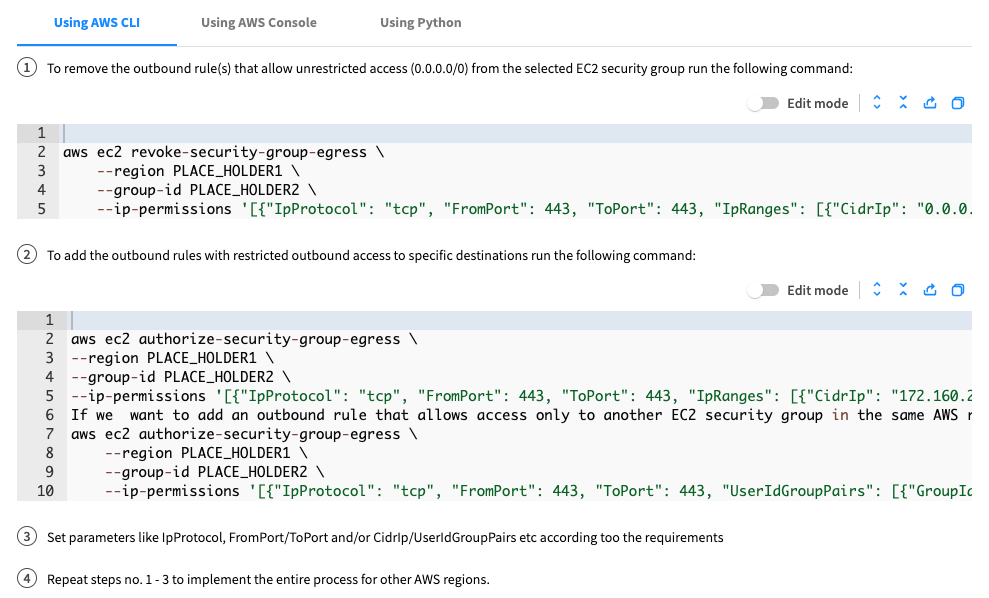 Using AWS CLI Using AWS Console Using Python
1 To remove the outbound rule(s) that allow unrestricted access (0.0.0.0/0) from the selected EC2 security group run the following command:
Edit mode
1
2 aws ec2 revoke-security-group-egress \
3 --region PLACE_HOLDER1 \
4 --group-id PLACE_HOLDER2 \
5 --ip-permissions '[{"IpProtocol": "tcp", "FromPort": 443, "ToPort": 443, "IpRanges": [{"CidrIp": "0.0.0.
2 To add the outbound rules with restricted outbound access to specific destinations run the following command:
Edit mode
1
2 aws ec2 authorize-security-group-egress \
3 --region PLACE_HOLDER1 \
4 --group-id PLACE_HOLDER2 \
5 --ip-permissions '[{"IpProtocol": "tcp", "FromPort": 443, "ToPort": 443, "IpRanges": [{"CidrIp": "172.160.2
6 If we  want to add an outbound rule that allows access only to another EC2 security group in the same AWS r
7 aws ec2 authorize-security-group-egress \
8 --region PLACE_HOLDER1 \
9 --group-id PLACE_HOLDER2 \
10 --ip-permissions '[{"IpProtocol": "tcp", "FromPort": 443, "ToPort": 443, "UserIdGroupPairs": [{"GroupId
3 Set parameters like IpProtocol, FromPort/ToPort and/or CidrIp/UserIdGroupPairs etc according too the requirements
4 Repeat steps no. 1 - 3 to implement the entire process for other AWS regions.